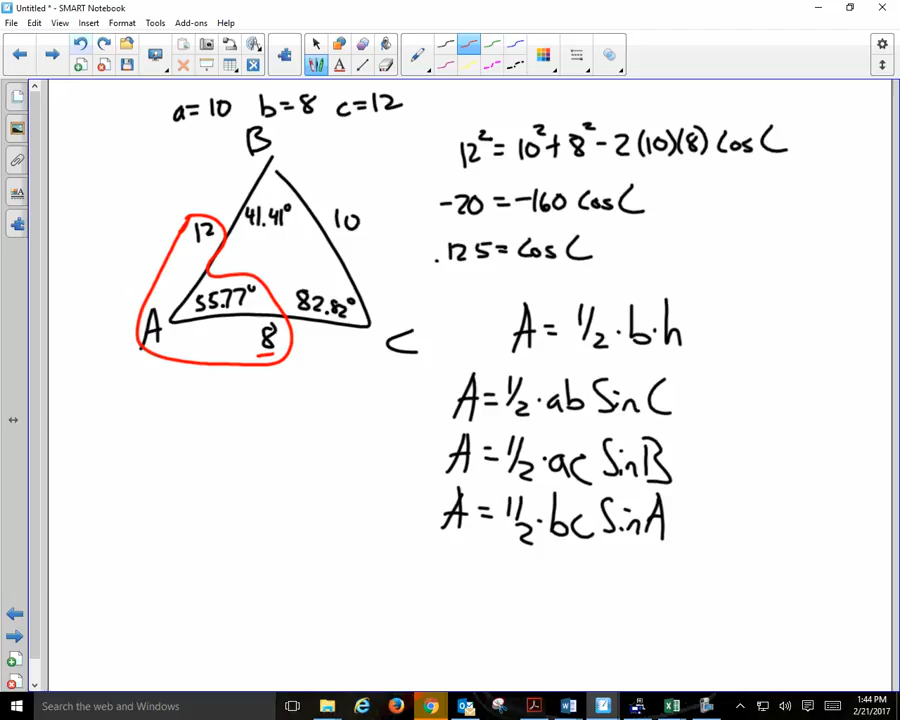 Untitled * - SMART Notebook
File Edit View Insert Format Tools Add-ons Help
a=10 b=8 c=12
B
12² = 10² + 8² - 2(10)(8) Cos C
-20 = -160 Cos C
.125 = Cos C
41.41°
12
10
55.77°
82.82°
A
8
C
A = 1/2 · b · h
A = 1/2 · ab Sin C
A = 1/2 · ac Sin B
A = 1/2 · bc Sin A
Search the web and Windows
1:44 PM
2/21/2017